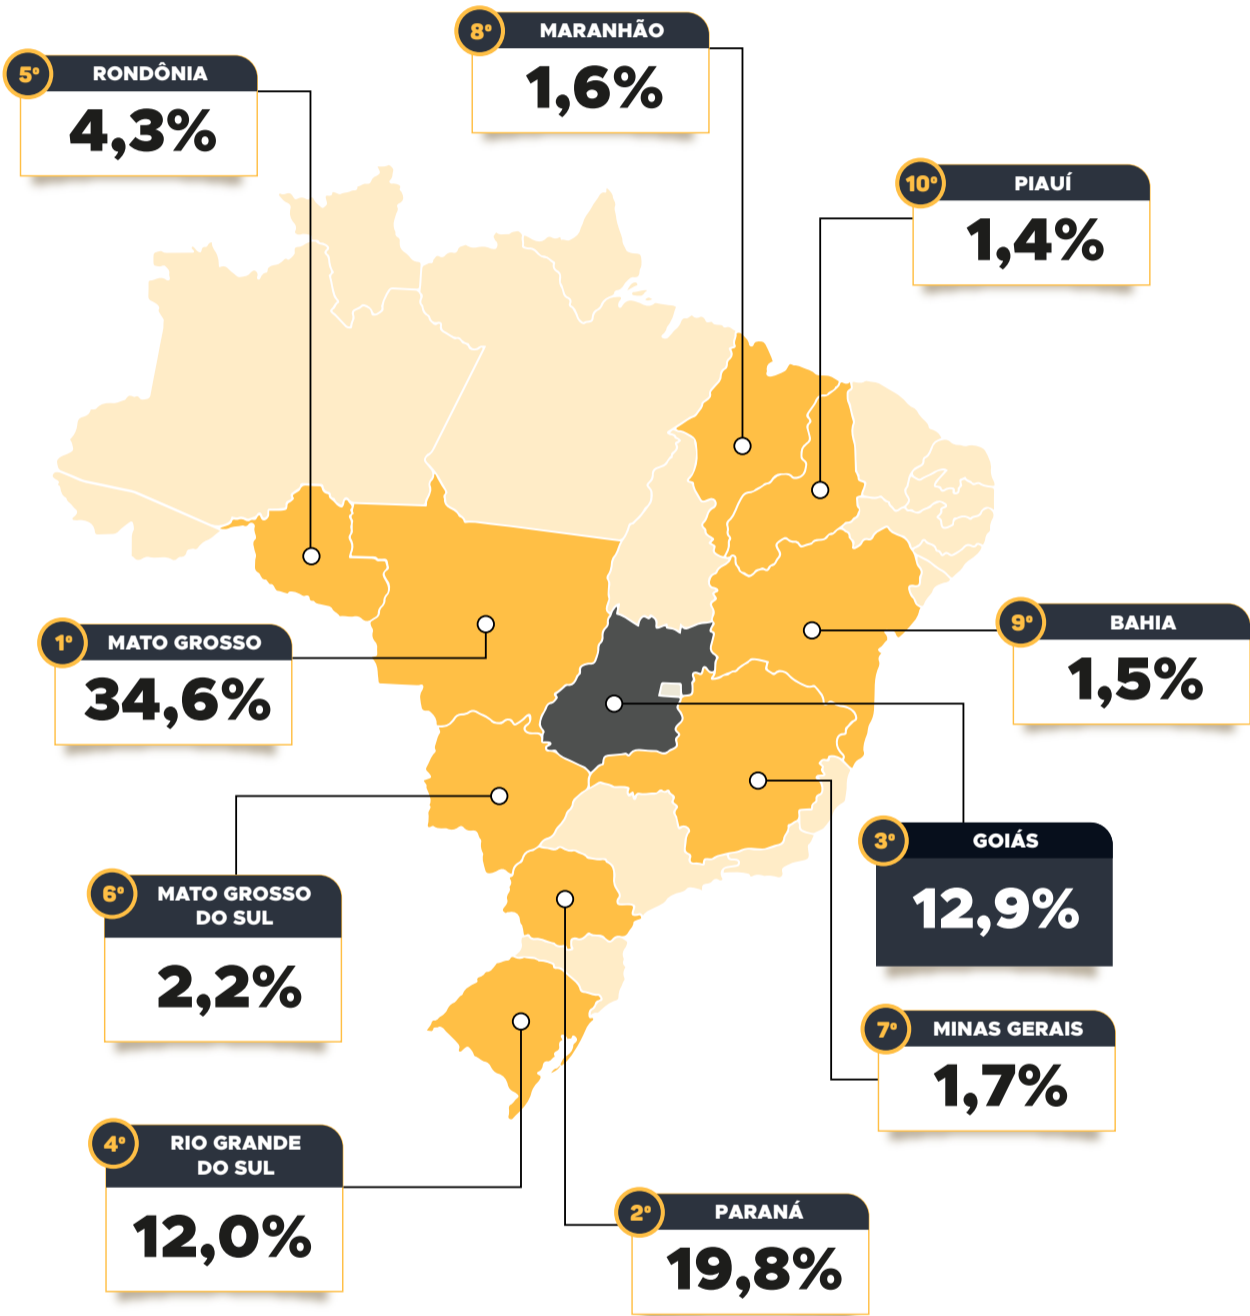 8º
MARANHÃO
1,6%
5º
RONDÔNIA
4,3%
10º
PIAUÍ
1,4%
1º
MATO GROSSO
34,6%
9º
BAHIA
1,5%
3º
GOIÁS
12,9%
6º
MATO GROSSO
DO SUL
2,2%
7º
MINAS GERAIS
1,7%
4º
RIO GRANDE
DO SUL
12,0%
2º
PARANÁ
19,8%